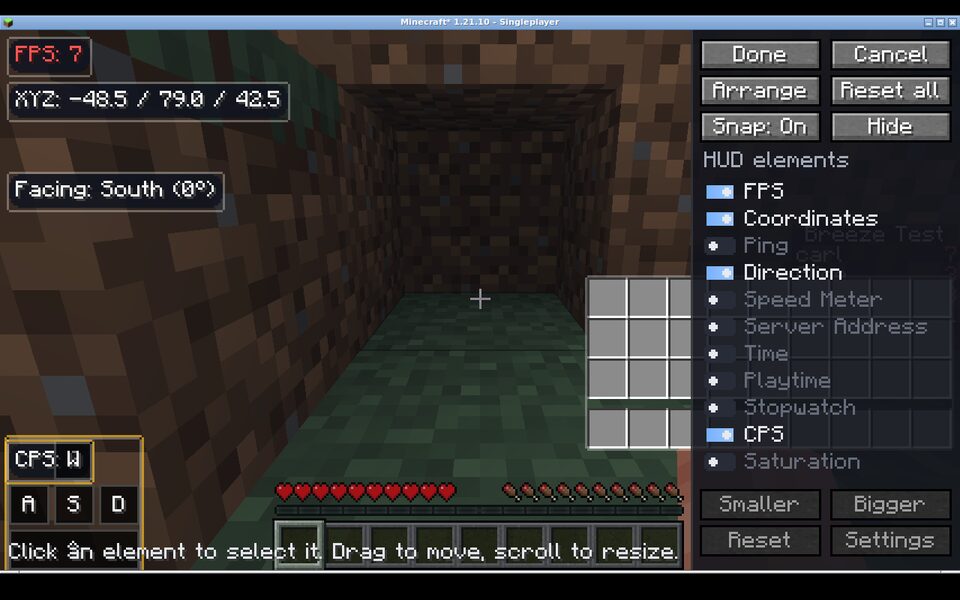 Minecraft* 1.21.10 - Singleplayer
FPS: 7
XYZ: -48.5 / 79.0 / 42.5
Facing: South (0°)
CPS: W
A S D
Click an element to select it. Drag to move, scroll to resize.
Done Cancel
Arrange Reset all
Snap: On Hide
HUD elements
FPS
Coordinates
Ping
Direction
Speed Meter
Server Address
Time
Playtime
Stopwatch
CPS
Saturation
Breeze Test
carl
Smaller Bigger
Reset Settings